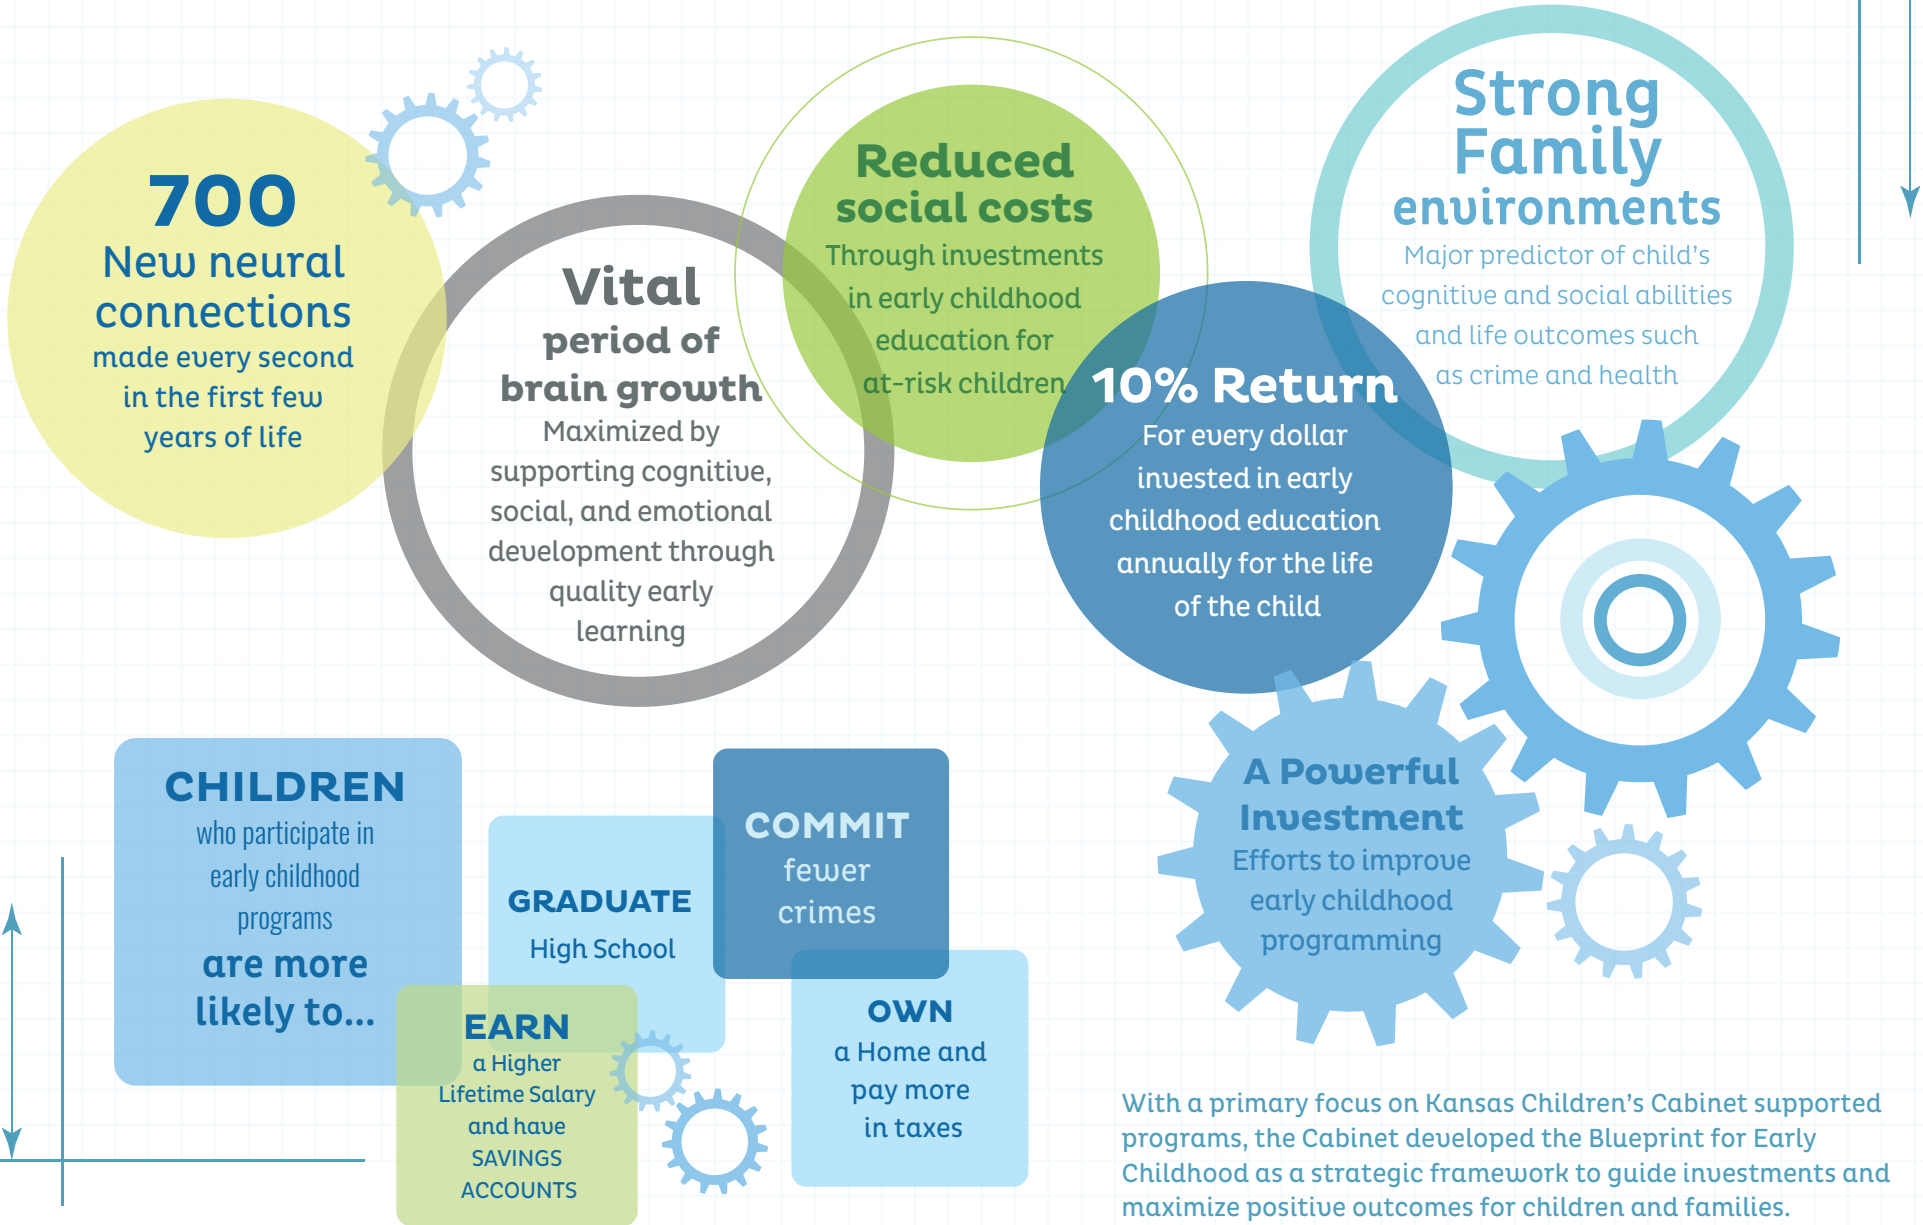 700
New neural
connections
made every second
in the first few
years of life
Vital
period of
brain growth
Maximized by
supporting cognitive,
social, and emotional
development through
quality early
learning
Reduced
social costs
Through investments
in early childhood
education for
at-risk children
10% Return
For every dollar
invested in early
childhood education
annually for the life
of the child
Strong
Family
environments
Major predictor of child's
cognitive and social abilities
and life outcomes such
as crime and health
CHILDREN
who participate in
early childhood
programs
are more
likely to...
GRADUATE
High School
COMMIT
fewer
crimes
EARN
a Higher
Lifetime Salary
and have
SAVINGS
ACCOUNTS
OWN
a Home and
pay more
in taxes
A Powerful
Investment
Efforts to improve
early childhood
programming
With a primary focus on Kansas Children's Cabinet supported
programs, the Cabinet developed the Blueprint for Early
Childhood as a strategic framework to guide investments and
maximize positive outcomes for children and families.